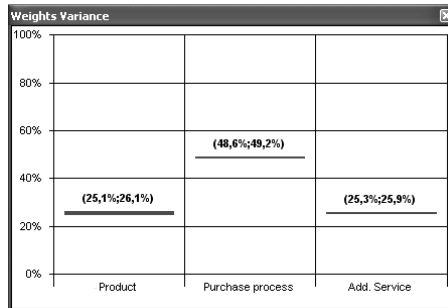 Weights Variance
100%
80%
60%
(48,6%;49,2%)
40%
(25,1%;26,1%)
(25,3%;25,9%)
20%
0%
Product
Purchase process
Add. Service